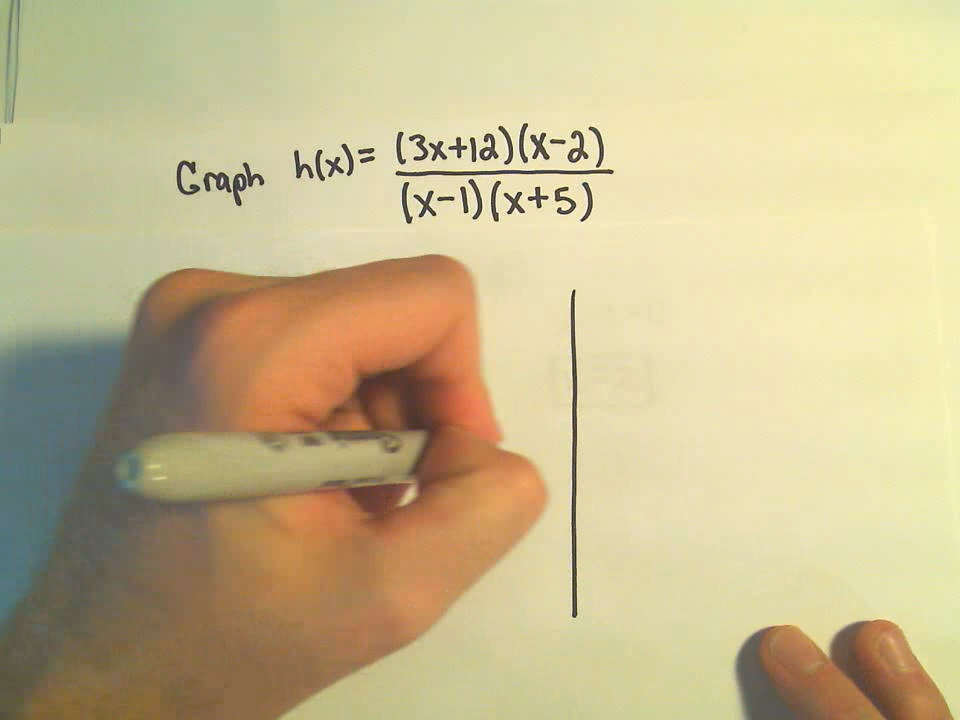 Graph h(x) = (3x+12)(x-2)
(x-1)(x+5)